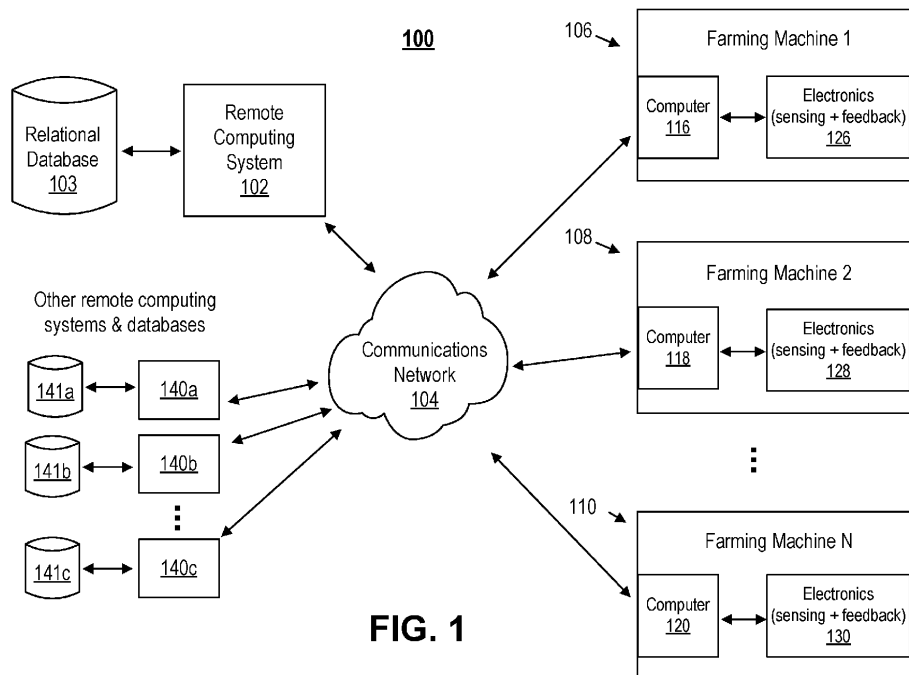 100
Relational
Database
103
Remote
Computing
System
102
Other remote computing
systems & databases
141a
140a
141b
140b
141c
140c
Communications
Network
104
106
Farming Machine 1
Computer
116
Electronics
(sensing + feedback)
126
108
Farming Machine 2
Computer
118
Electronics
(sensing + feedback)
128
110
Farming Machine N
Computer
120
Electronics
(sensing + feedback)
130
FIG. 1